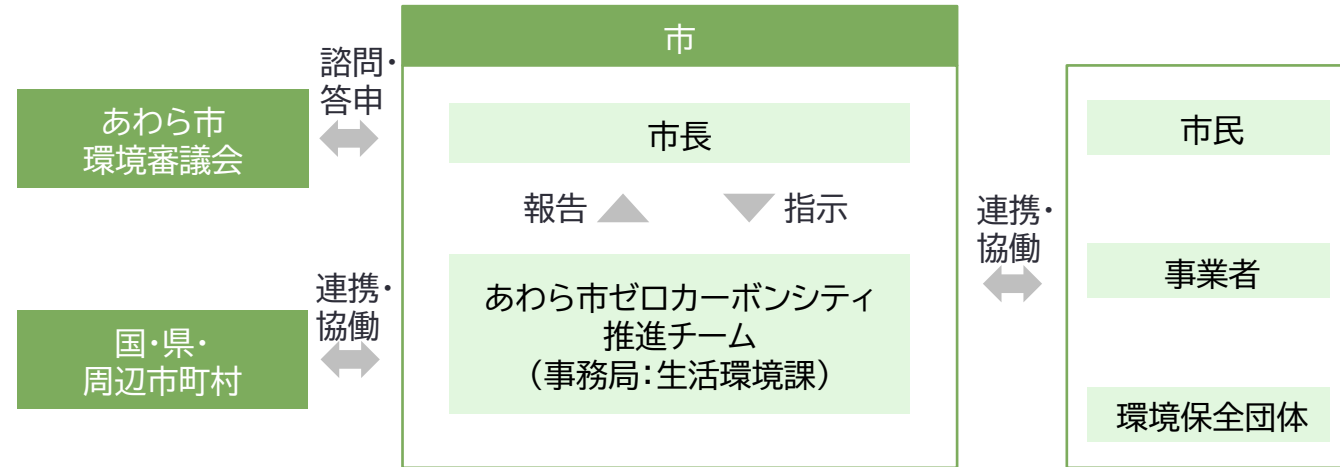 市
諮問・
答申
あわら市
環境審議会
市長
報告
指示
連携・
協働
国・県・
周辺市町村
あわら市ゼロカーボンシティ
推進チーム
（事務局：生活環境課）
連携・
協働
市民
事業者
環境保全団体